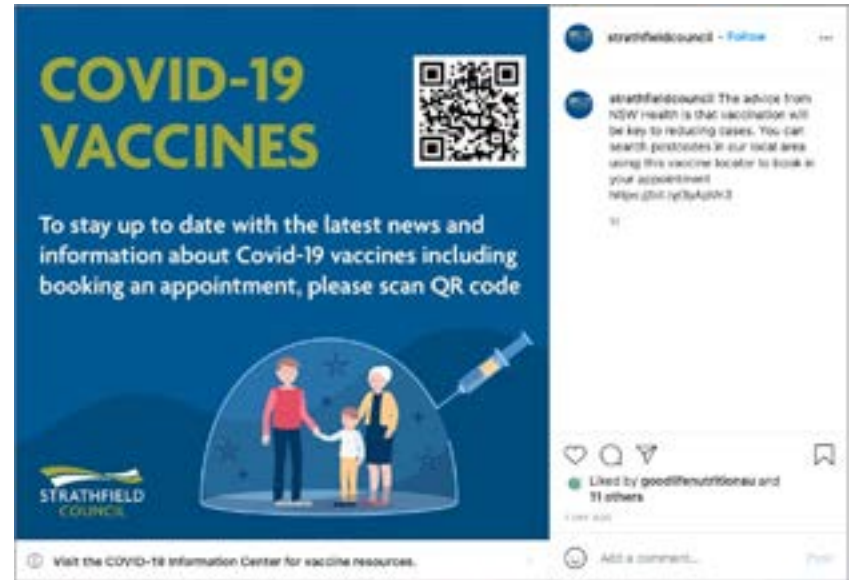 COVID-19
VACCINES
To stay up to date with the latest news and
information about Covid-19 vaccines including
booking an appointment, please scan QR code
STRATHFIELD
COUNCIL
Visit the COVID-19 Information Center for vaccine resources.
strathfieldcouncil • Follow
strathfieldcouncil The advice from
NSW Health is that vaccination will
be key to reducing cases. You can
search postcodes in our local area
using this vaccine locator to book in
your appointment
Liked by goodlifenutritionau and
11 others
Add a comment...
Post